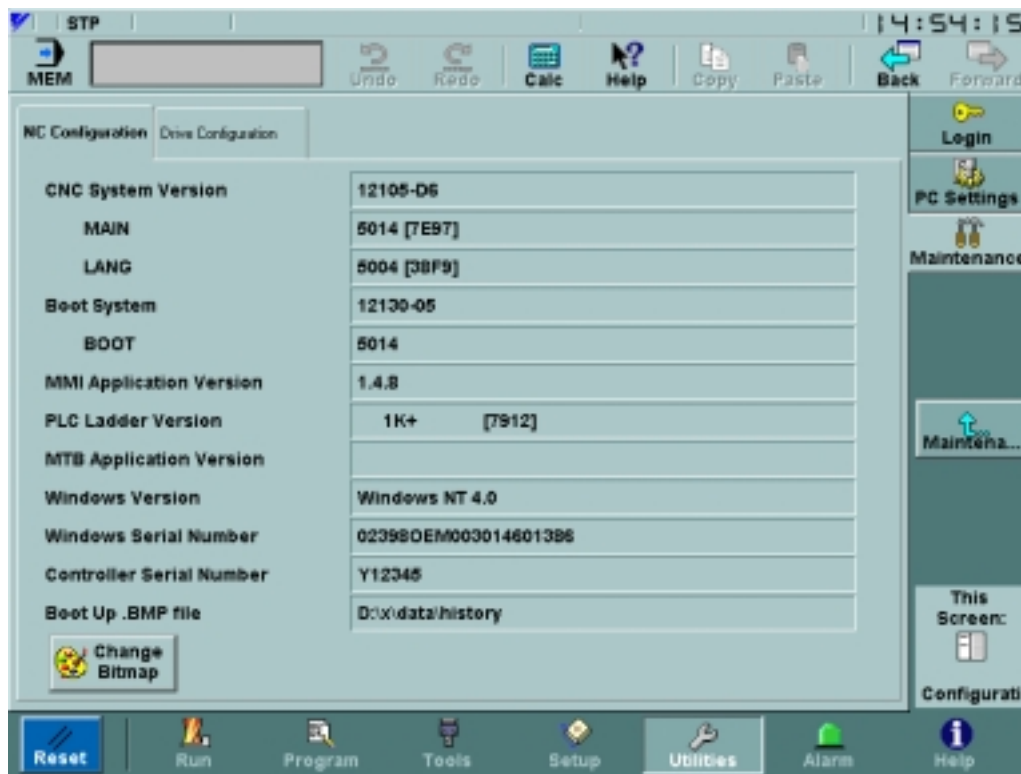 STP
14:54:15
MEM
Undo
Redo
Calc
Help
Copy
Paste
Back
Forward
NC Configuration
Drive Configuration
Login
PC Settings
Maintenance
CNC System Version 12105-D6
MAIN 5014 [7E97]
LANG 5004 [38F9]
Boot System 12130-05
BOOT 5014
MMI Application Version 1.4.8
PLC Ladder Version 1K+ [7912]
MTB Application Version
Windows Version Windows NT 4.0
Windows Serial Number 02398OEM0030146013B6
Controller Serial Number Y12345
Boot Up .BMP file D:\x\data\history
Change
Bitmap
Maintena...
This
Screen:
Configurati
Reset
Run
Program
Tools
Setup
Utilities
Alarm
Help